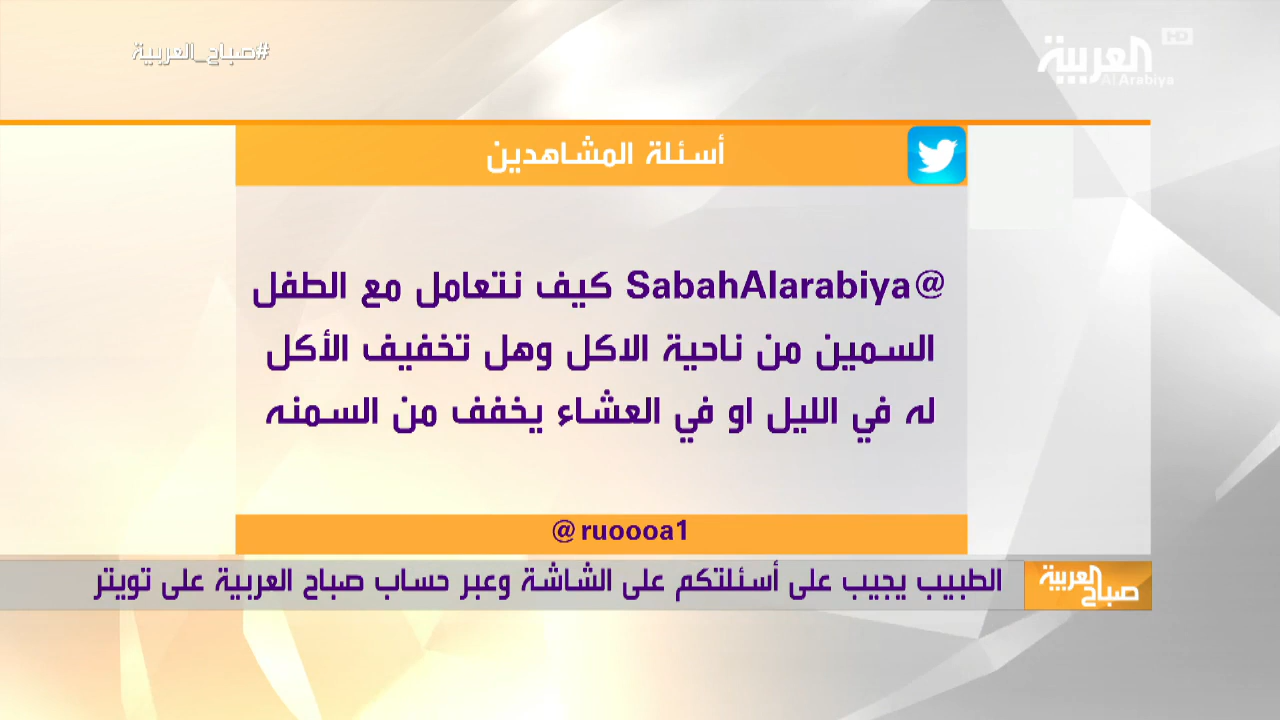 #صباح_العربية
العربية HD
Al Arabiya
أسئلة المشاهدين
@SabahAlarabiya كيف نتعامل مع الطفل
السمين من ناحية الاكل وهل تخفيف الأكل
له في الليل او في العشاء يخفف من السمنه
@ruoooa1
صباح العربية
الطبيب يجيب على أسئلتكم على الشاشة وعبر حساب صباح العربية على تويتر